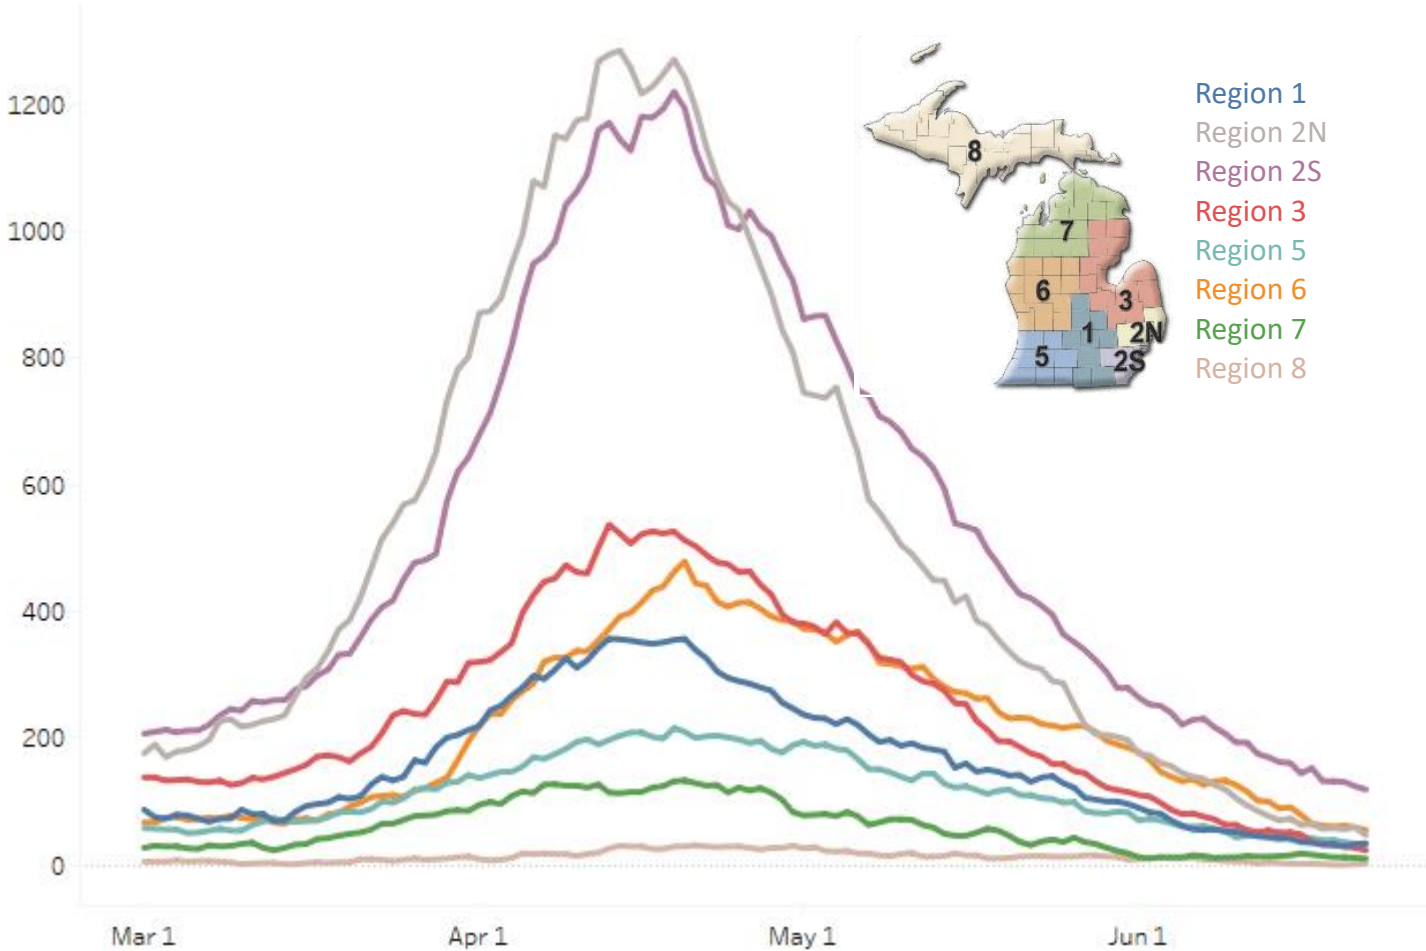 1200
1000
800
600
400
200
0
Mar 1
Apr 1
May 1
Jun 1
8
7
6
3
1
2N
5
2S
Region 1
Region 2N
Region 2S
Region 3
Region 5
Region 6
Region 7
Region 8